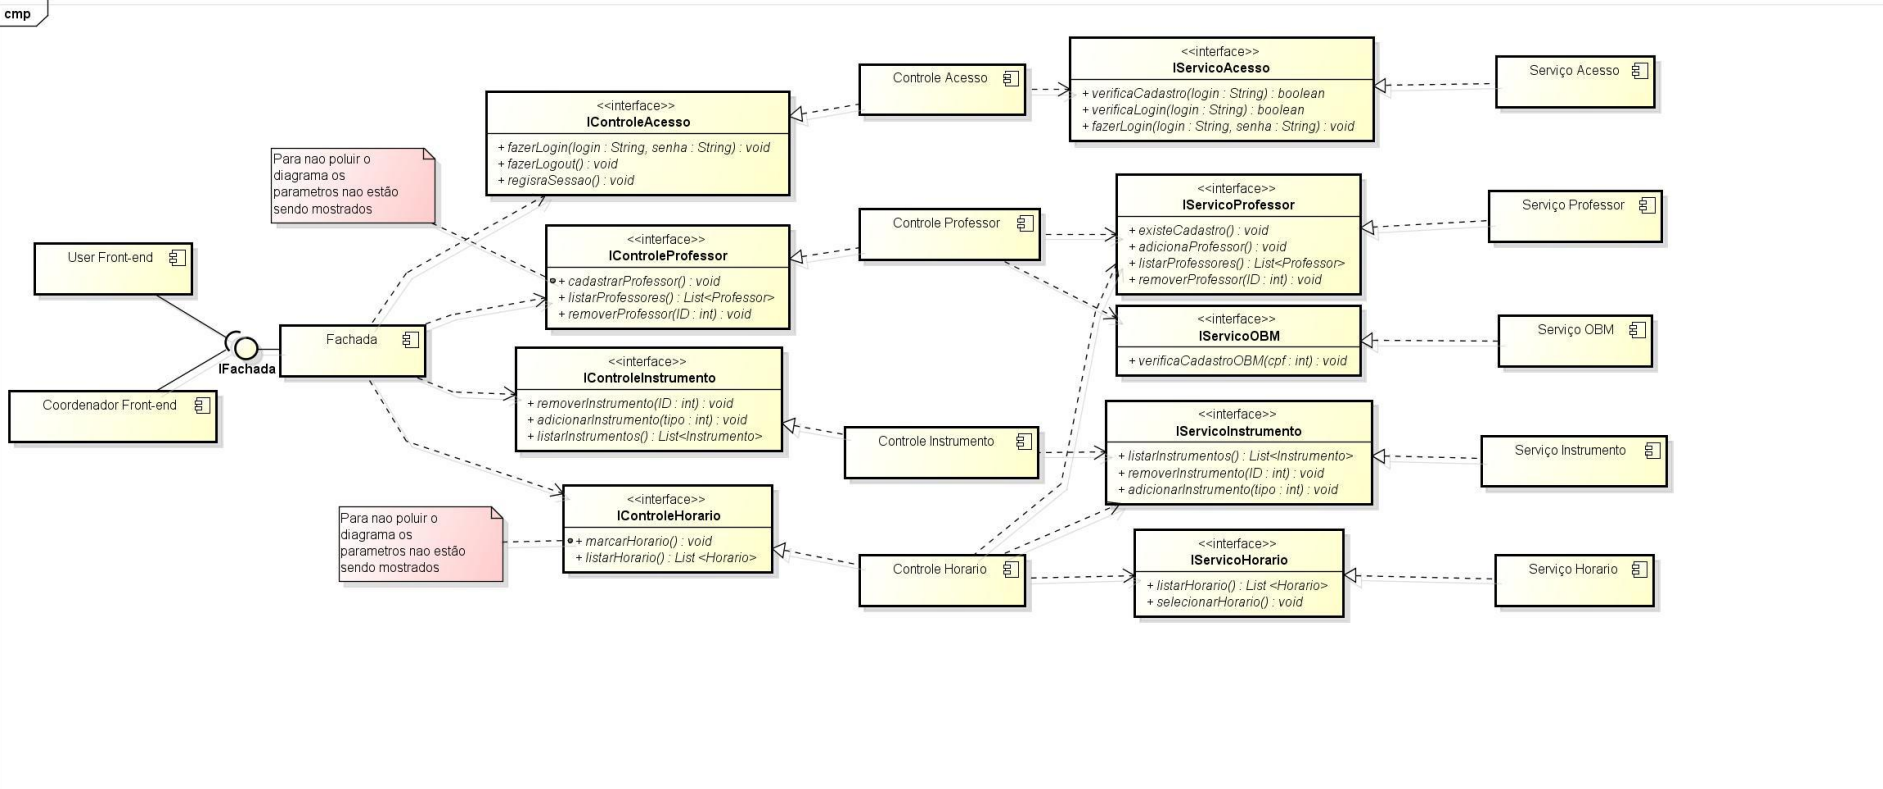 cmp
User Front-end
Coordenador Front-end
IFachada
Fachada
Para nao poluir o
diagrama os
parametros nao estão
sendo mostrados
<<interface>>
IControleAcesso
+ fazerLogin(login : String, senha : String) : void
+ fazerLogout() : void
+ regisraSessao() : void
<<interface>>
IControleProfessor
+ cadastrarProfessor() : void
+ listarProfessores() : List<Professor>
+ removerProfessor(ID : int) : void
<<interface>>
IControleInstrumento
+ removerInstrumento(ID : int) : void
+ adicionarInstrumento(tipo : int) : void
+ listarInstrumentos() : List<Instrumento>
Para nao poluir o
diagrama os
parametros nao estão
sendo mostrados
<<interface>>
IControleHorario
+ marcarHorario() : void
+ listarHorario() : List <Horario>
Controle Acesso
Controle Professor
Controle Instrumento
Controle Horario
<<interface>>
IServicoAcesso
+ verificaCadastro(login : String) : boolean
+ verificaLogin(login : String) : boolean
+ fazerLogin(login : String, senha : String) : void
<<interface>>
IServicoProfessor
+ existeCadastro() : void
+ adicionaProfessor() : void
+ listarProfessores() : List<Professor>
+ removerProfessor(ID : int) : void
<<interface>>
IServicoOBM
+ verificaCadastroOBM(cpf : int) : void
<<interface>>
IServicoInstrumento
+ listarInstrumentos() : List<Instrumento>
+ removerInstrumento(ID : int) : void
+ adicionarInstrumento(tipo : int) : void
<<interface>>
IServicoHorario
+ listarHorario() : List <Horario>
+ selecionarHorario() : void
Serviço Acesso
Serviço Professor
Serviço OBM
Serviço Instrumento
Serviço Horario